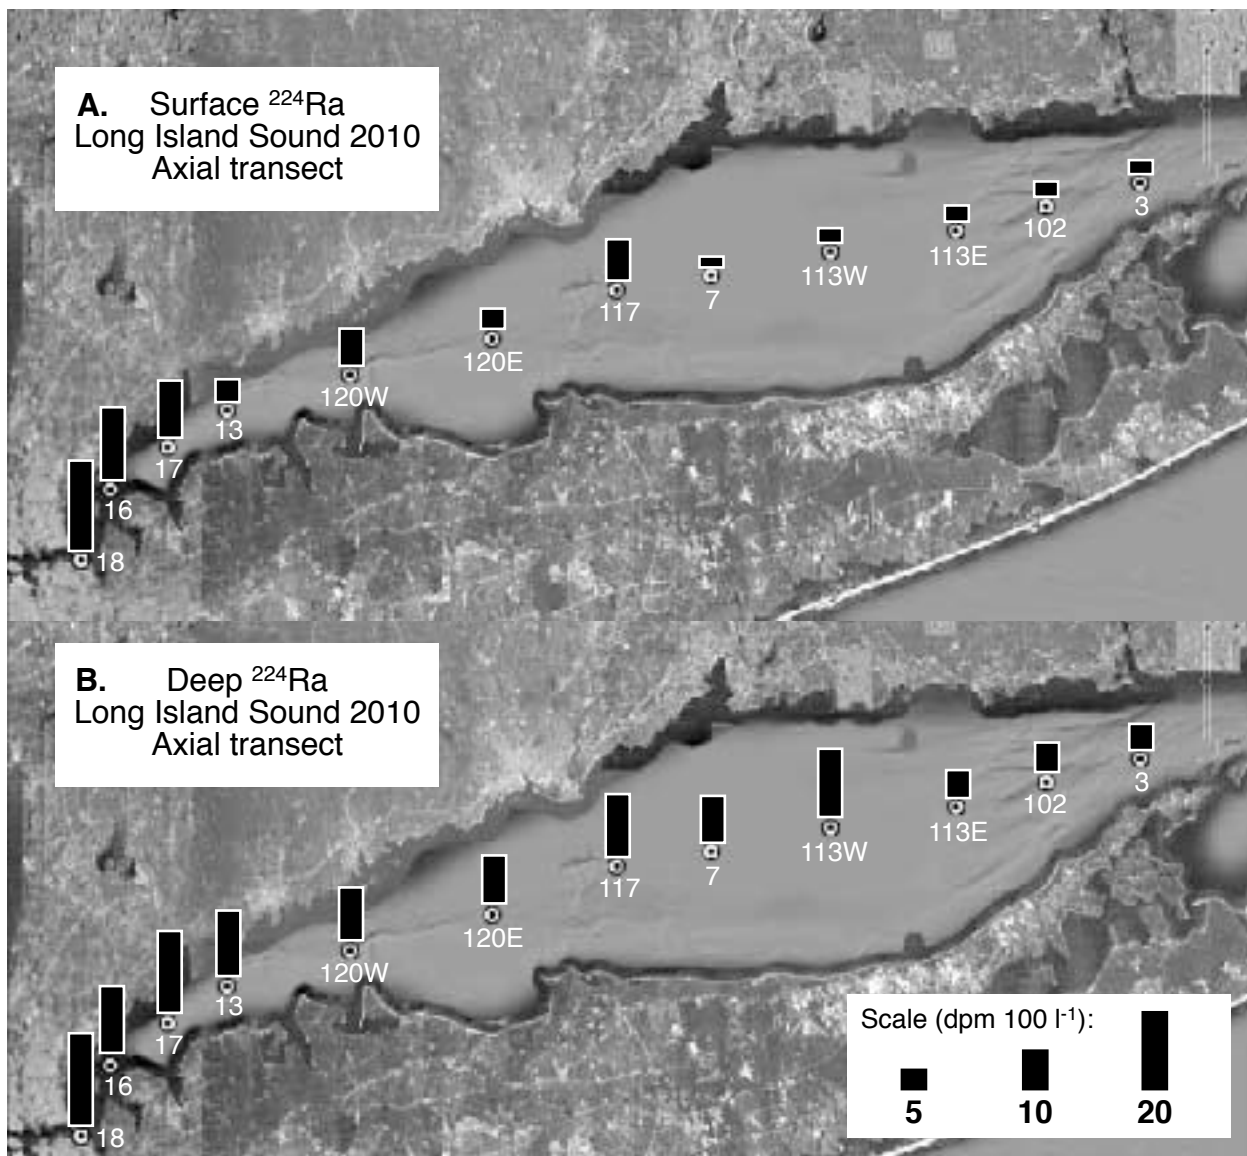 A. Surface ²²⁴Ra
Long Island Sound 2010
Axial transect
3
102
113E
113W
7
117
120E
120W
13
17
16
18
B. Deep ²²⁴Ra
Long Island Sound 2010
Axial transect
3
102
113E
113W
7
117
120E
120W
13
17
16
18
Scale (dpm 100 l⁻¹):
5 10 20